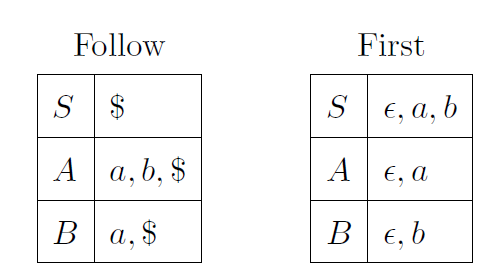 Follow First
S $ S ϵ, a, b
A a, b, $ A ϵ, a
B a, $ B ϵ, b